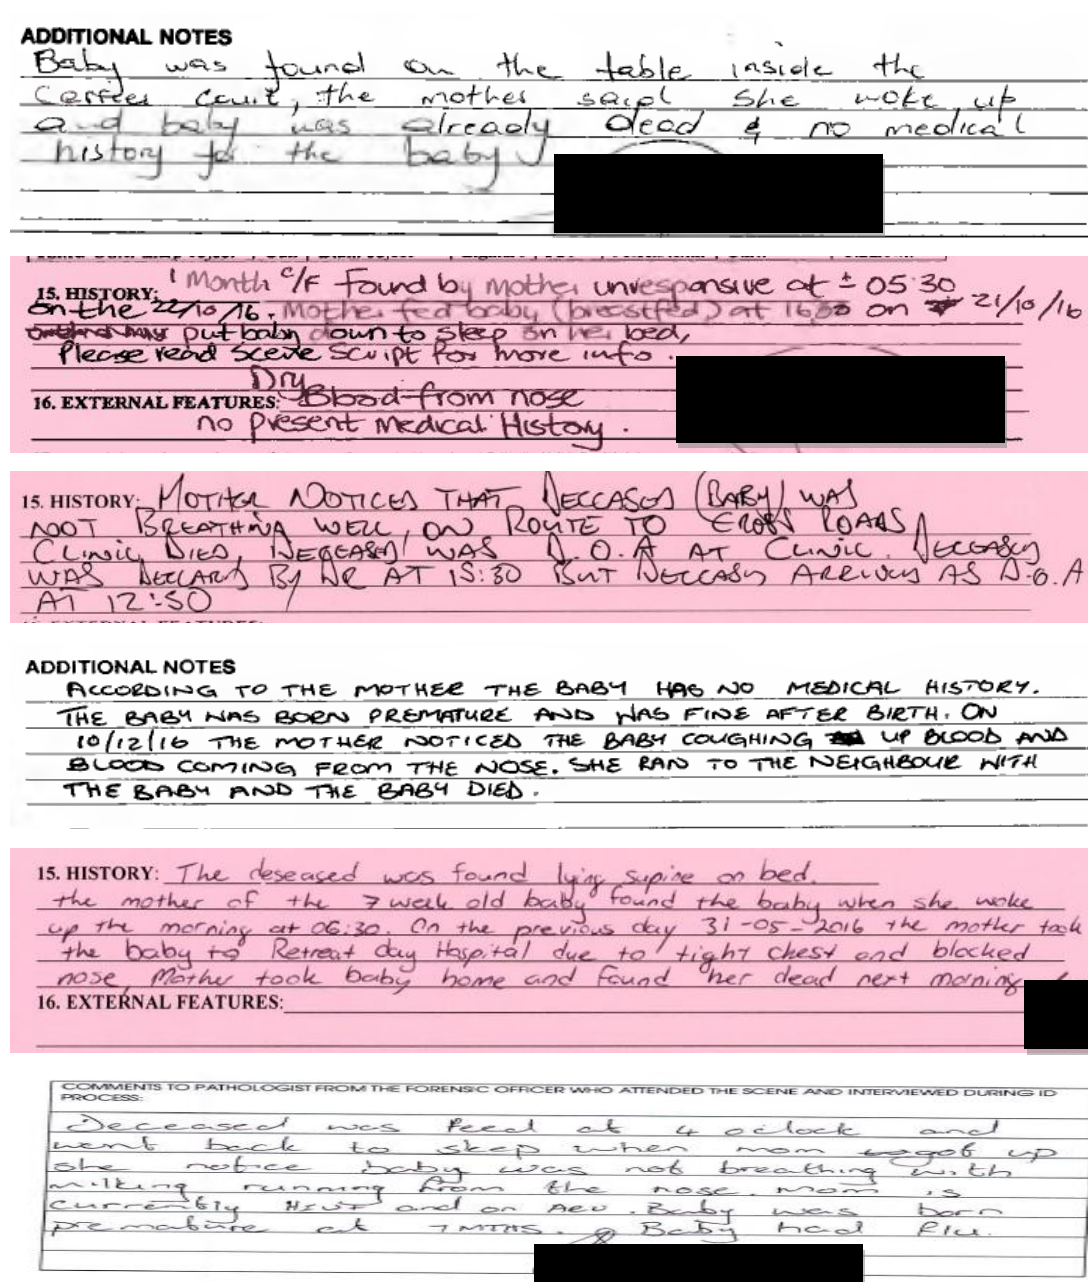 ADDITIONAL NOTES
Baby was found on the table inside the
Carries court, the mother said she woke up
and baby was already dead & no medical
history for the baby
15. HISTORY: 1 Month C/F Found by mother unresponsive at ± 05:30
on the 22/10/16. Mother fed baby (breastfed) at 16 on 21/10/16
put baby down to sleep on her bed,
Please read Scene Script for more info.
Dry
16. EXTERNAL FEATURES: Blood from nose
no Present Medical History.
15. HISTORY: MOTHER NOTICES THAT DECEASED (BABY) WAS
NOT BREATHING WELL, ON ROUTE TO CROSS ROADS
CLINIC DIED, DECEASED WAS D.O.A AT CLINIC. DECEASED
WAS DECLARED BY DR AT 15:30 BUT DECEASED ARRIVED AS D.O.A
AT 12:50
ADDITIONAL NOTES
ACCORDING TO THE MOTHER THE BABY HAS NO MEDICAL HISTORY.
THE BABY WAS BORN PREMATURE AND WAS FINE AFTER BIRTH. ON
10/12/16 THE MOTHER NOTICED THE BABY COUGHING UP BLOOD AND
BLOOD COMING FROM THE NOSE. SHE RAN TO THE NEIGHBOUR WITH
THE BABY AND THE BABY DIED.
15. HISTORY: The deseased was found lying supine on bed.
the mother of the 7 week old baby found the baby when she woke
up the morning at 06:30. On the previous day 31-05-2016 the mother took
the baby to Retreat day Hospital due to tight chest and blocked
nose, Mother took baby home and found her dead next morning
16. EXTERNAL FEATURES:
COMMENTS TO PATHOLOGIST FROM THE FORENSIC OFFICER WHO ATTENDED THE SCENE AND INTERVIEWED DURING ID
PROCESS:
Deceased was feed at 4 oclock and
went back to sleep when mom got up
she notice baby was not breathing with
milking running from the nose. Mom is
currently and on ARV. Baby was born
premature at 7MTHS. Baby had flu.